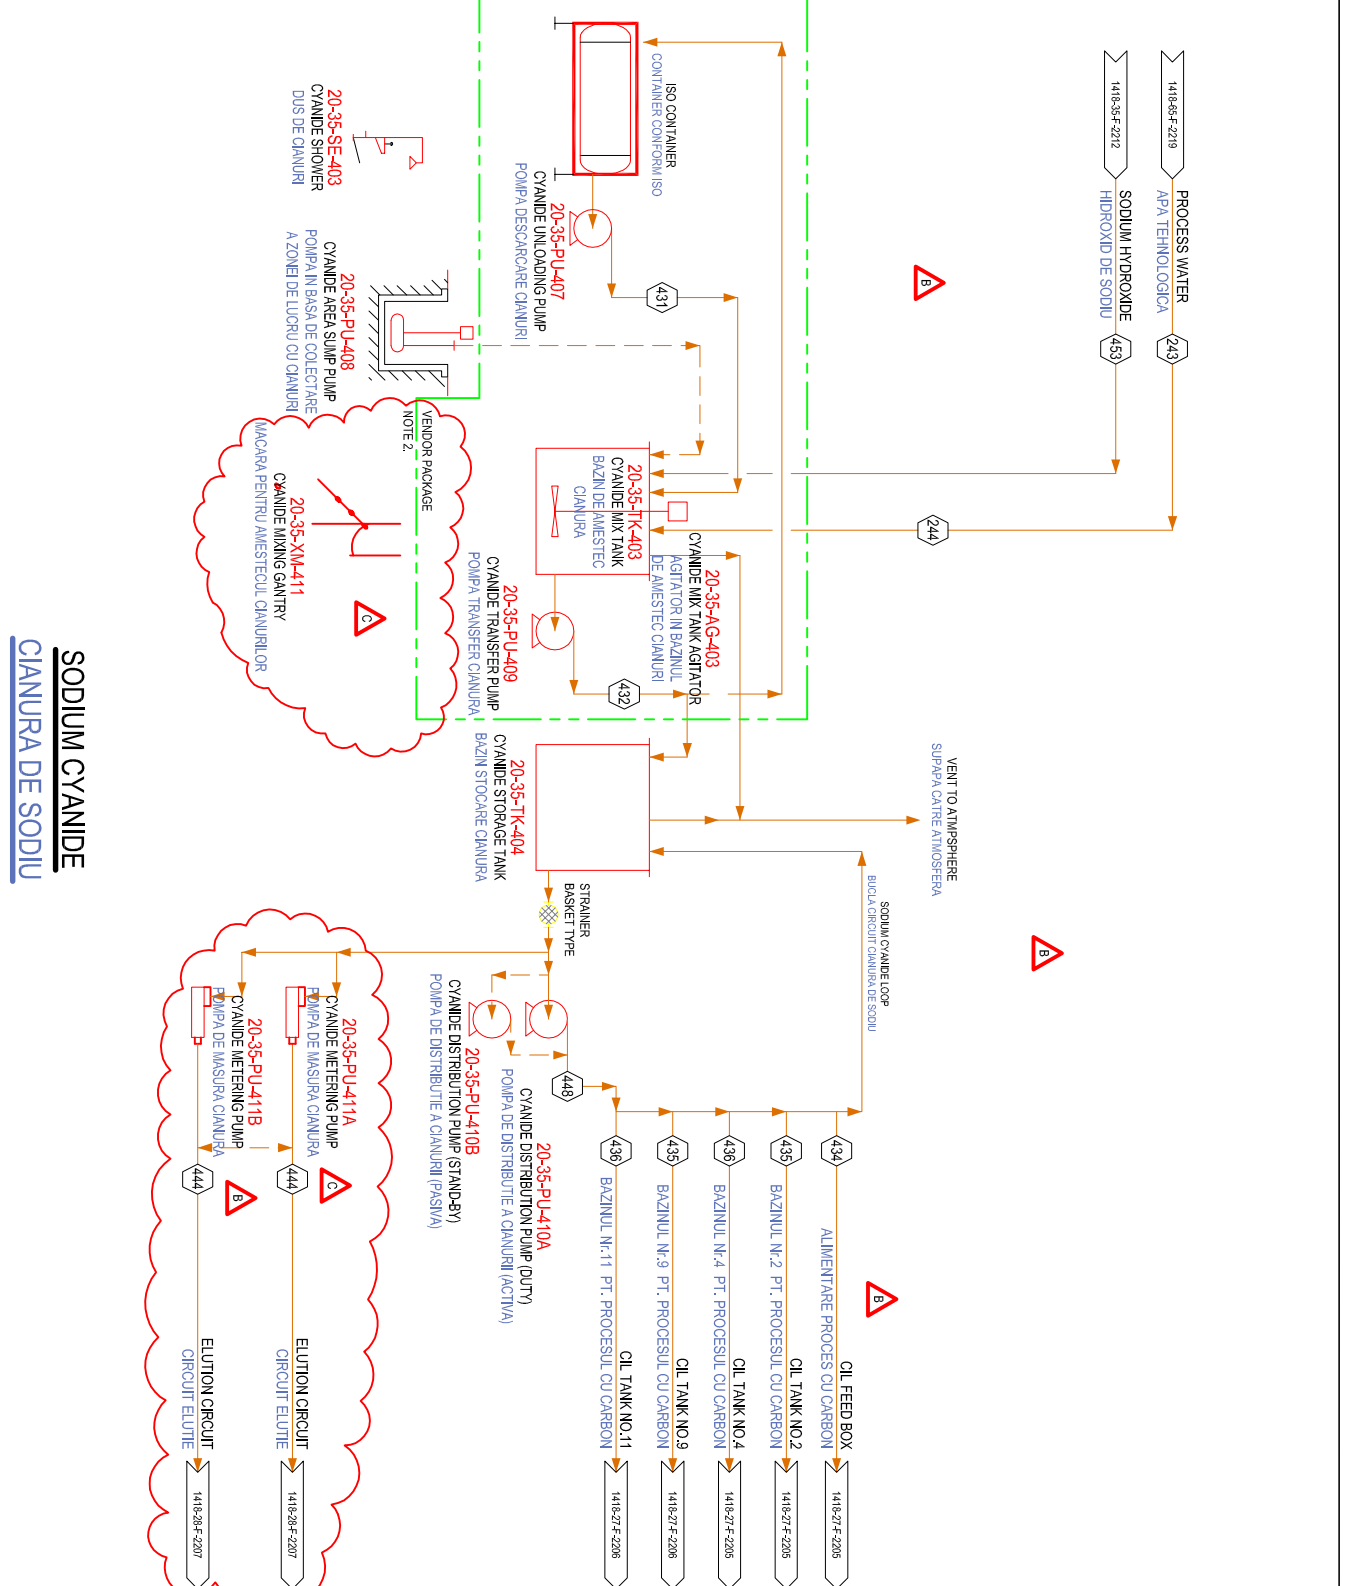 1418-65-F-2219
PROCESS WATER
APA TEHNOLOGICA
243
1418-35-F-2212
SODIUM HYDROXIDE
HIDROXID DE SODIU
453
244
B
ISO CONTAINER
CONTAINER CONFORM ISO
20-35-PU-407
CYANIDE UNLOADING PUMP
POMPA DESCARCARE CIANURI
431
20-35-SE-403
CYANIDE SHOWER
DUS DE CIANURI
20-35-PU-408
CYANIDE AREA SUMP PUMP
POMPA IN BASA DE COLECTARE
A ZONEI DE LUCRU CU CIANURI
VENDOR PACKAGE
NOTE 2.
20-35-XM-411
CYANIDE MIXING GANTRY
MACARA PENTRU AMESTECUL CIANURILOR
C
20-35-TK-403
CYANIDE MIX TANK
BAZIN DE AMESTEC
CIANURA
20-35-AG-403
CYANIDE MIX TANK AGITATOR
AGITATOR IN BAZINUL
DE AMESTEC CIANURI
20-35-PU-409
CYANIDE TRANSFER PUMP
POMPA TRANSFER CIANURA
432
VENT TO ATMPSPHERE
SUPAPA CATRE ATMOSFERA
20-35-TK-404
CYANIDE STORAGE TANK
BAZIN STOCARE CIANURA
STRAINER
BASKET TYPE
SODIUM CYANIDE LOOP
BUCLA CIRCUIT CIANURA DE SODIU
B
20-35-PU-410A
CYANIDE DISTRIBUTION PUMP (DUTY)
POMPA DE DISTRIBUTIE A CIANURII (ACTIVA)
20-35-PU-410B
CYANIDE DISTRIBUTION PUMP (STAND-BY)
POMPA DE DISTRIBUTIE A CIANURII (PASIVA)
448
20-35-PU-411A
CYANIDE METERING PUMP
POMPA DE MASURA CIANURA
20-35-PU-411B
CYANIDE METERING PUMP
POMPA DE MASURA CIANURA
434
CIL FEED BOX
ALIMENTARE PROCES CU CARBON
1418-27-F-2205
435
CIL TANK NO.2
BAZINUL Nr.2 PT. PROCESUL CU CARBON
1418-27-F-2205
436
CIL TANK NO.4
BAZINUL Nr.4 PT. PROCESUL CU CARBON
1418-27-F-2205
435
CIL TANK NO.9
BAZINUL Nr.9 PT. PROCESUL CU CARBON
1418-27-F-2206
436
CIL TANK NO.11
BAZINUL Nr.11 PT. PROCESUL CU CARBON
1418-27-F-2206
B
444
C
ELUTION CIRCUIT
CIRCUIT ELUTIE
1418-28-F-2207
444
B
ELUTION CIRCUIT
CIRCUIT ELUTIE
1418-28-F-2207
SODIUM CYANIDE
CIANURA DE SODIU